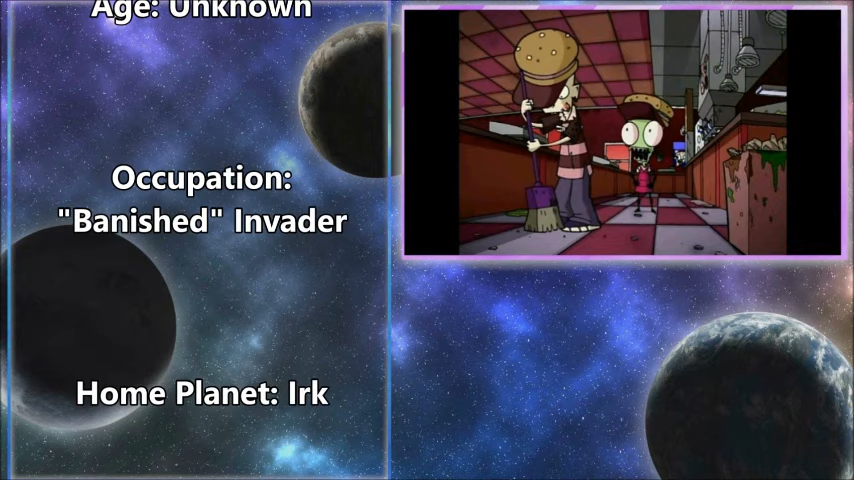 Age: Unknown
Occupation:
"Banished" Invader
Home Planet: Irk